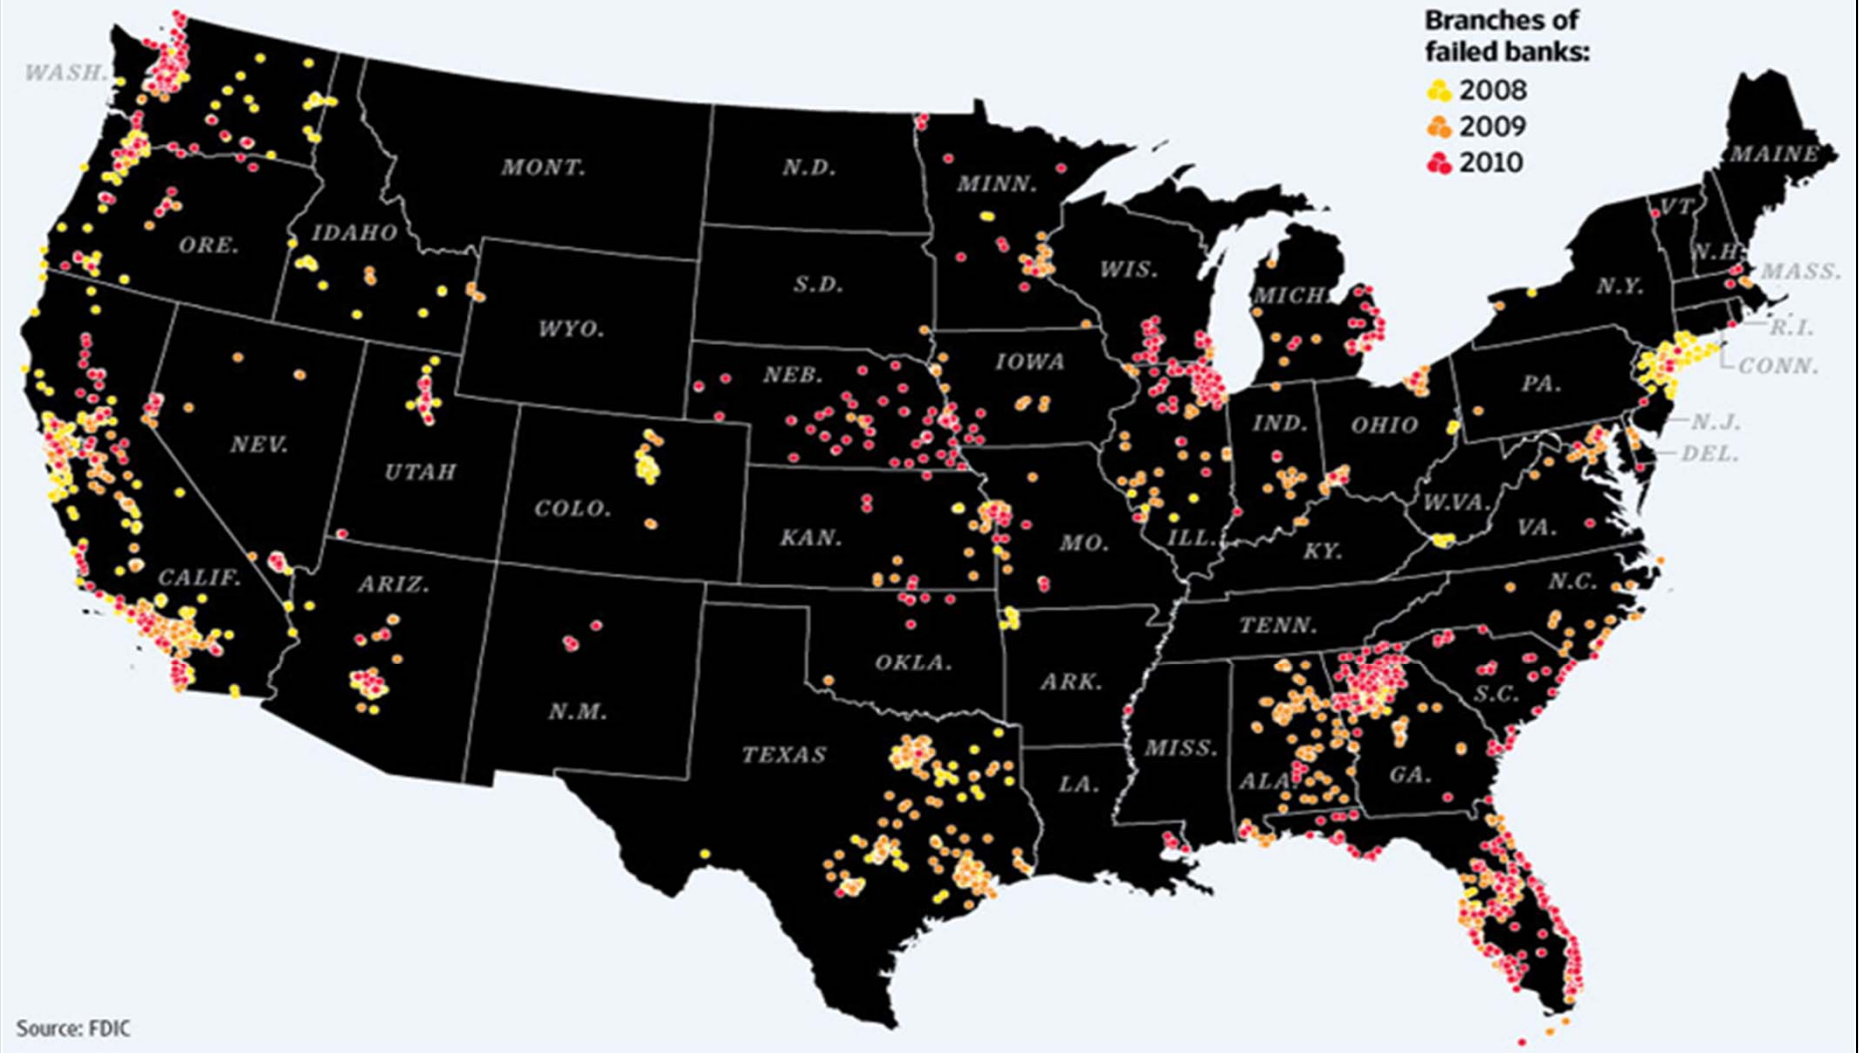 Branches of
failed banks:
2008
2009
2010
WASH.
MONT.
N.D.
MINN.
MAINE
VT.
ORE.
IDAHO
N.H.
WIS.
MASS.
S.D.
MICH.
N.Y.
WYO.
R.I.
IOWA
NEB.
CONN.
PA.
NEV.
IND.
OHIO
N.J.
UTAH
DEL.
COLO.
W.VA.
KAN.
MO.
ILL.
KY.
VA.
CALIF.
ARIZ.
N.C.
TENN.
OKLA.
ARK.
S.C.
N.M.
TEXAS
MISS.
LA.
ALA.
GA.
Source: FDIC